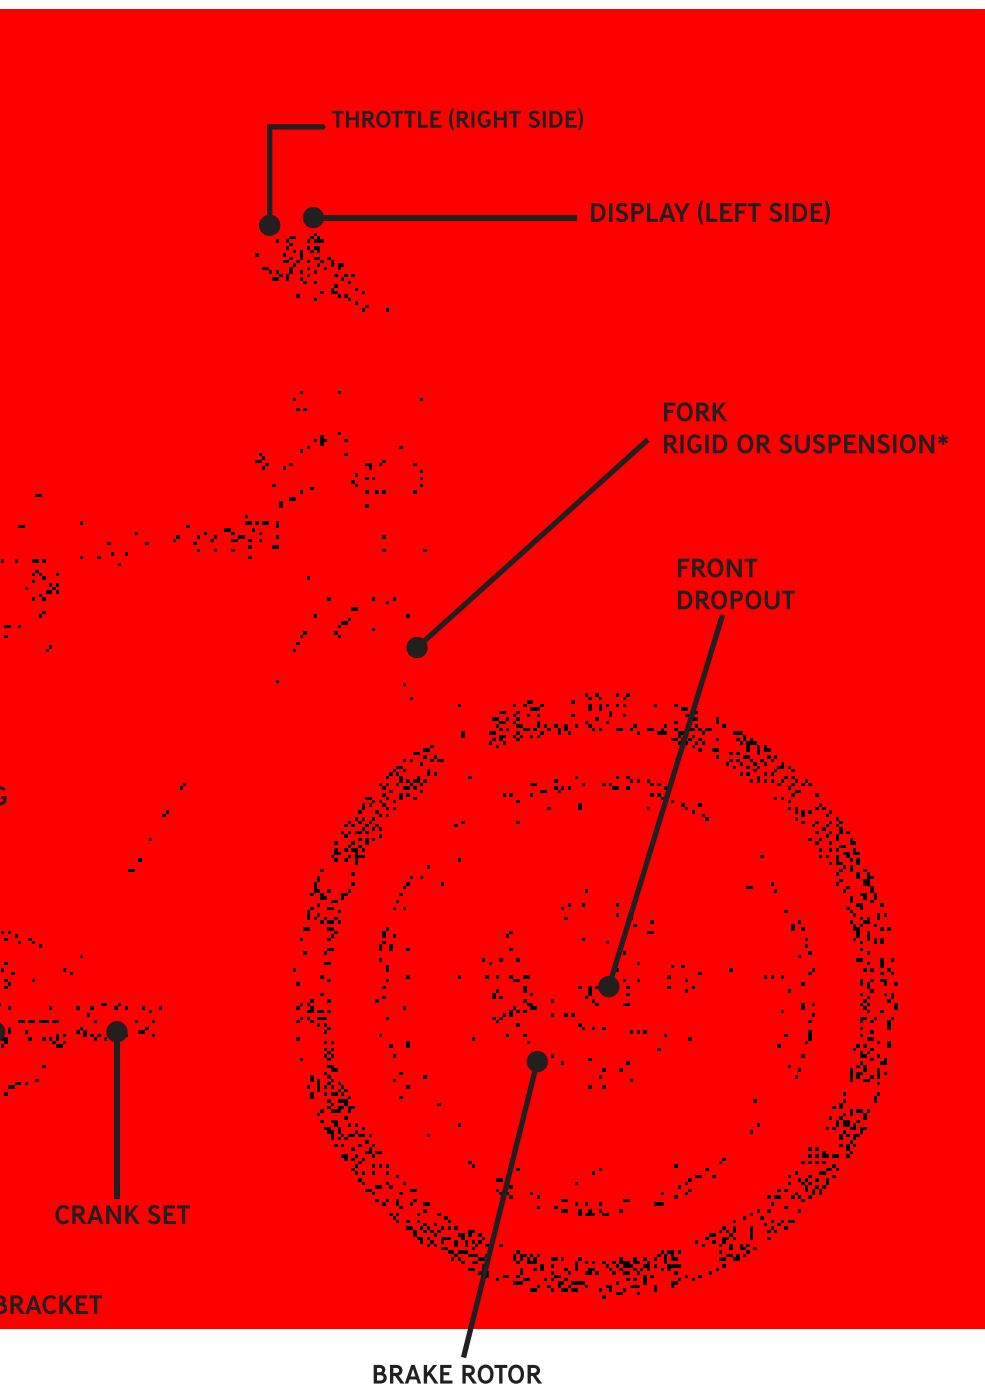 THROTTLE (RIGHT SIDE)
DISPLAY (LEFT SIDE)
FORK
RIGID OR SUSPENSION*
FRONT
DROPOUT
G
CRANK SET
BRACKET
BRAKE ROTOR